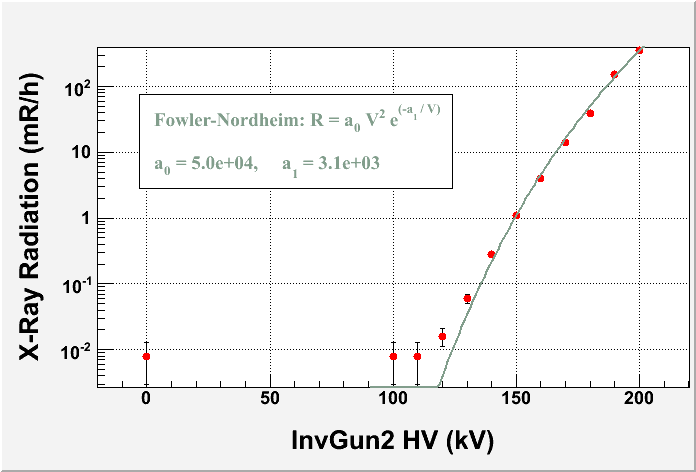 Fowler-Nordheim: R = a₀ V² e^(-a₁ / V)
a₀ = 5.0e+04, a₁ = 3.1e+03
X-Ray Radiation (mR/h)
10²
10
1
10⁻¹
10⁻²
0 50 100 150 200
InvGun2 HV (kV)